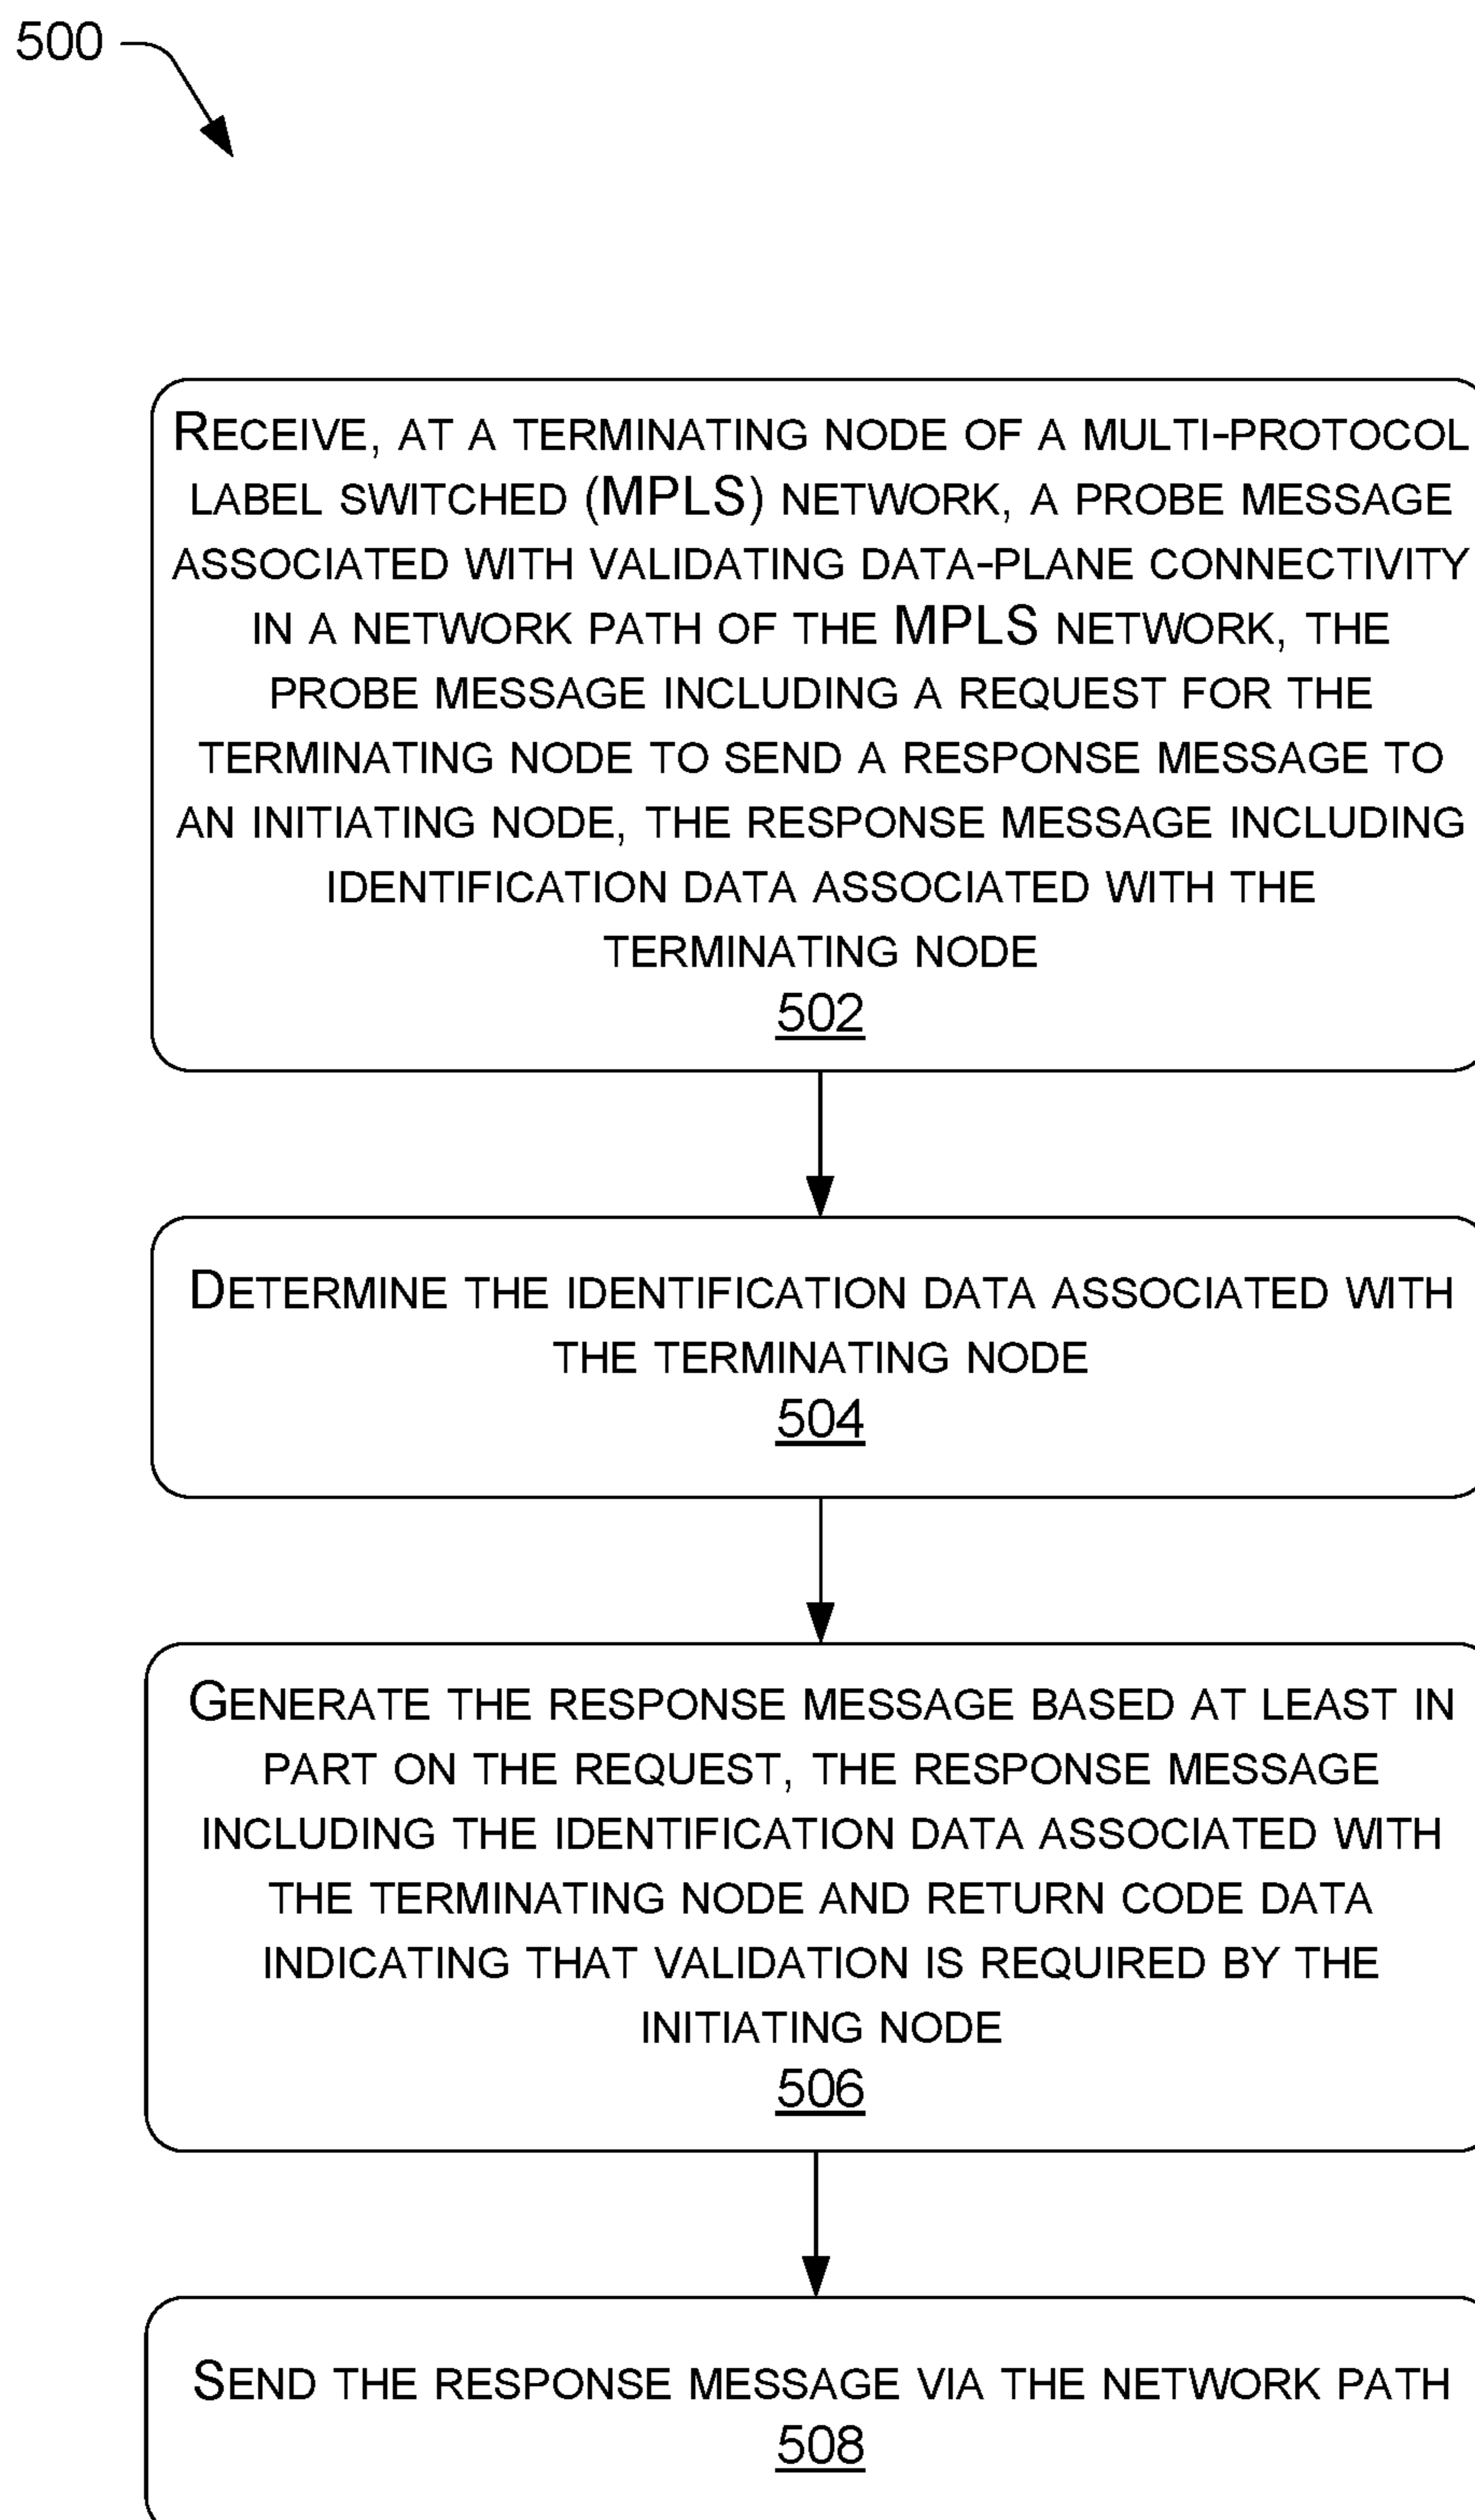 500
RECEIVE, AT A TERMINATING NODE OF A MULTI-PROTOCOL
LABEL SWITCHED (MPLS) NETWORK, A PROBE MESSAGE
ASSOCIATED WITH VALIDATING DATA-PLANE CONNECTIVITY
IN A NETWORK PATH OF THE MPLS NETWORK, THE
PROBE MESSAGE INCLUDING A REQUEST FOR THE
TERMINATING NODE TO SEND A RESPONSE MESSAGE TO
AN INITIATING NODE, THE RESPONSE MESSAGE INCLUDING
IDENTIFICATION DATA ASSOCIATED WITH THE
TERMINATING NODE
502
DETERMINE THE IDENTIFICATION DATA ASSOCIATED WITH
THE TERMINATING NODE
504
GENERATE THE RESPONSE MESSAGE BASED AT LEAST IN
PART ON THE REQUEST, THE RESPONSE MESSAGE
INCLUDING THE IDENTIFICATION DATA ASSOCIATED WITH
THE TERMINATING NODE AND RETURN CODE DATA
INDICATING THAT VALIDATION IS REQUIRED BY THE
INITIATING NODE
506
SEND THE RESPONSE MESSAGE VIA THE NETWORK PATH
508